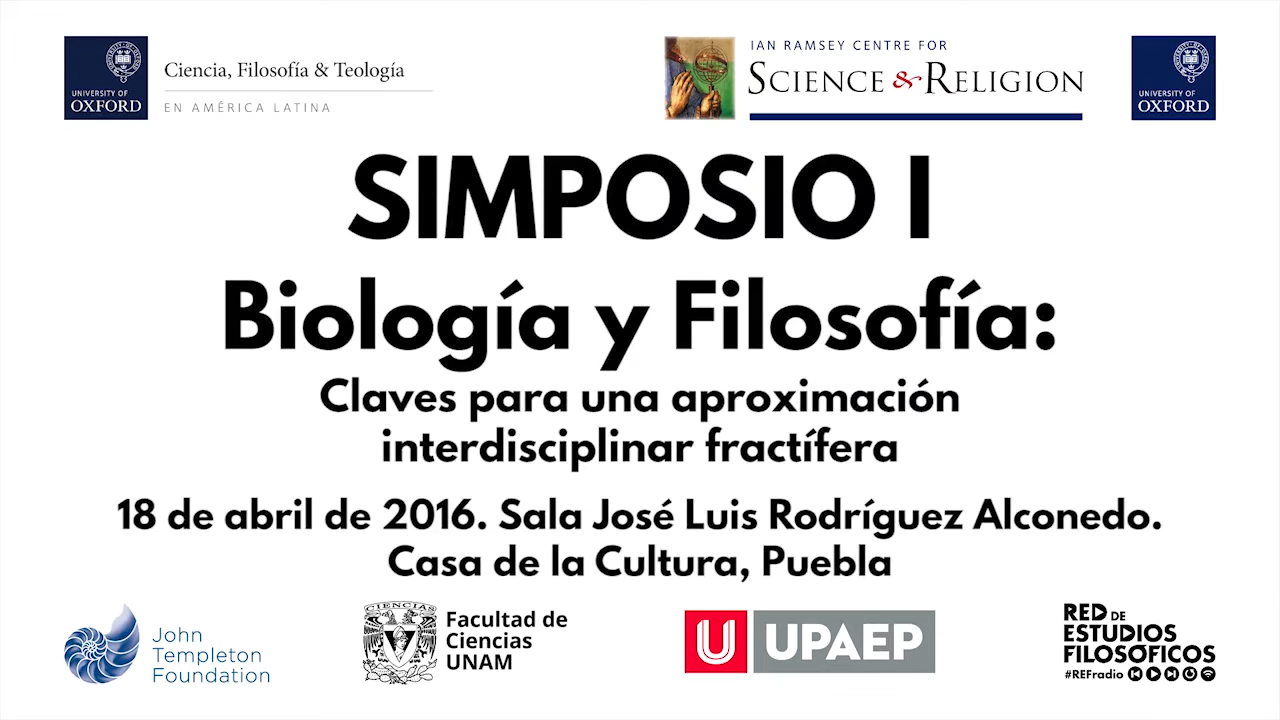 UNIVERSITY OF
OXFORD
Ciencia, Filosofía & Teología
EN AMÉRICA LATINA
IAN RAMSEY CENTRE FOR
SCIENCE & RELIGION
UNIVERSITY OF
OXFORD
SIMPOSIO I
Biología y Filosofía:
Claves para una aproximación
interdisciplinar fractífera
18 de abril de 2016. Sala José Luis Rodríguez Alconedo.
Casa de la Cultura, Puebla
John
Templeton
Foundation
CIENCIAS
Facultad de
Ciencias
UNAM
U UPAEP
RED DE
ESTUDIOS
FILOSÓFICOS
#REFradio